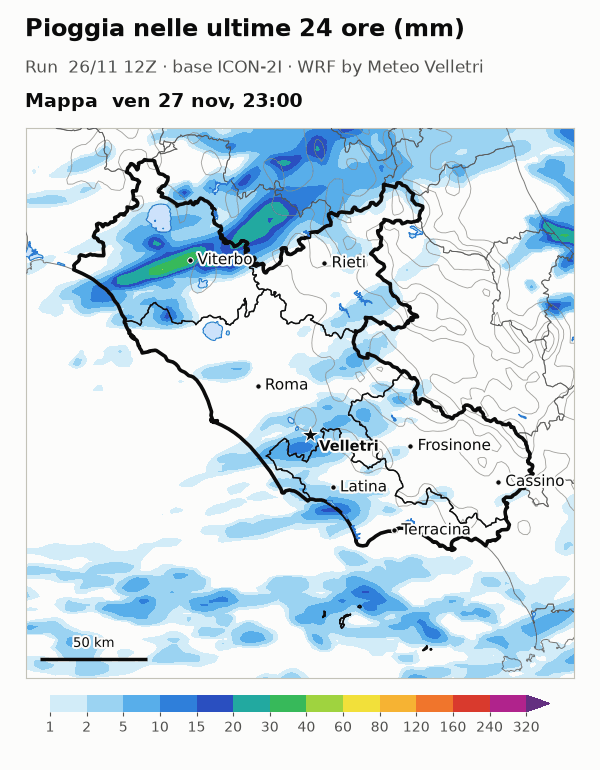 Pioggia nelle ultime 24 ore (mm)
Run  26/11 12Z · base ICON-2I · WRF by Meteo Velletri
Mappa  ven 27 nov, 23:00
Viterbo
Rieti
Roma
Velletri
Frosinone
Cassino
Latina
Terracina
50 km
1 2 5 10 15 20 30 40 60 80 120 160 240 320